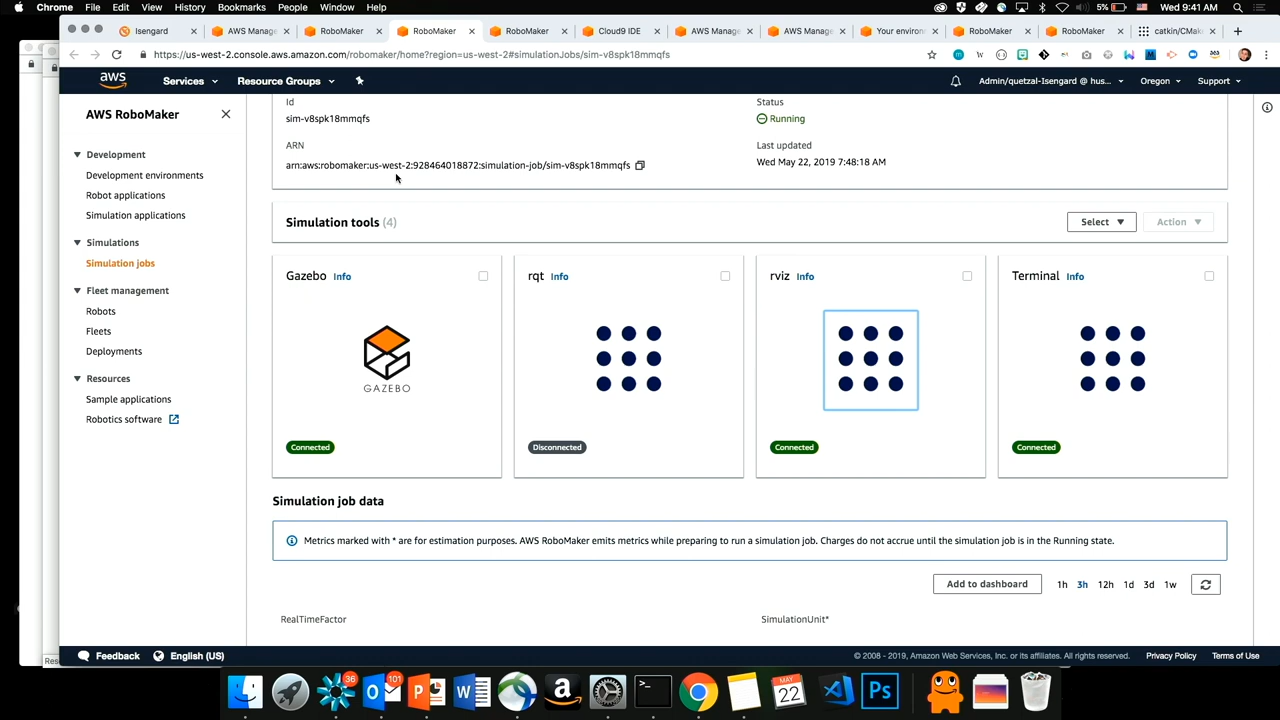 Chrome File Edit View History Bookmarks People Window Help 5% Wed 9:41 AM
Isengard AWS Manag RoboMaker RoboMaker RoboMaker Cloud9 IDE AWS Manag AWS Manag Your environ RoboMaker RoboMaker catkin/CMak
https://us-west-2.console.aws.amazon.com/robomaker/home?region=us-west-2#simulationJobs/sim-v8spk18mmqfs
aws Services Resource Groups Admin/quetzal-Isengard @ hus... Oregon Support
AWS RoboMaker
Development
Development environments
Robot applications
Simulation applications
Simulations
Simulation jobs
Fleet management
Robots
Fleets
Deployments
Resources
Sample applications
Robotics software
Id
sim-v8spk18mmqfs
Status
Running
ARN
arn:aws:robomaker:us-west-2:928464018872:simulation-job/sim-v8spk18mmqfs
Last updated
Wed May 22, 2019 7:48:18 AM
Simulation tools (4)
Select
Action
Gazebo Info
GAZEBO
Connected
rqt Info
Disconnected
rviz Info
Connected
Terminal Info
Connected
Simulation job data
Metrics marked with * are for estimation purposes. AWS RoboMaker emits metrics while preparing to run a simulation job. Charges do not accrue until the simulation job is in the Running state.
Add to dashboard 1h 3h 12h 1d 3d 1w
RealTimeFactor
SimulationUnit*
Feedback English (US)
© 2008 - 2019, Amazon Web Services, Inc. or its affiliates. All rights reserved. Privacy Policy Terms of Use
Res
36
101
MAY
22
Ps